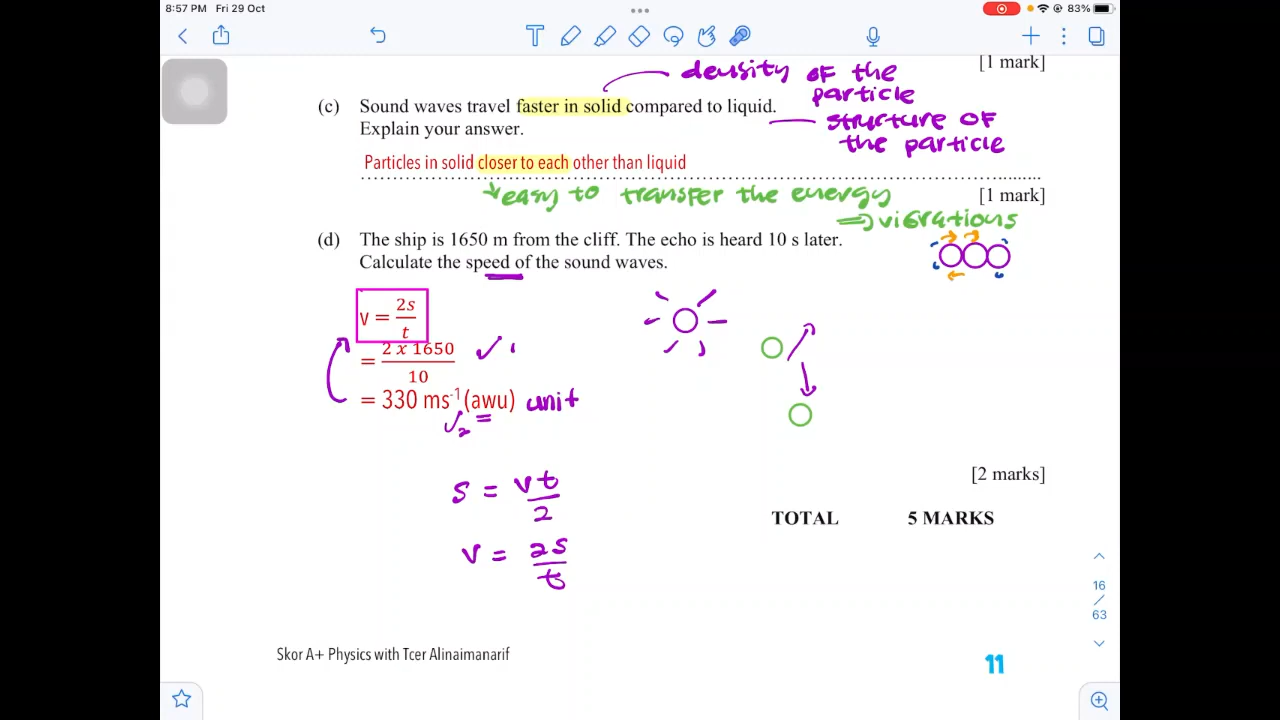 8:57 PM Fri 29 Oct
83%
[1 mark]
density of the
particle
(c) Sound waves travel faster in solid compared to liquid.
structure of
Explain your answer.
the particle
Particles in solid closer to each other than liquid
easy to transfer the energy
[1 mark]
⇒ vibrations
(d) The ship is 1650 m from the cliff. The echo is heard 10 s later.
Calculate the speed of the sound waves.
v = 2s/t
= 2 x 1650/10 ✓1
= 330 ms⁻¹ (awu) unit
✓2
s = vt/2
[2 marks]
TOTAL 5 MARKS
v = 2s/t
16
/
63
Skor A+ Physics with Tcer Alinaimanarif
11